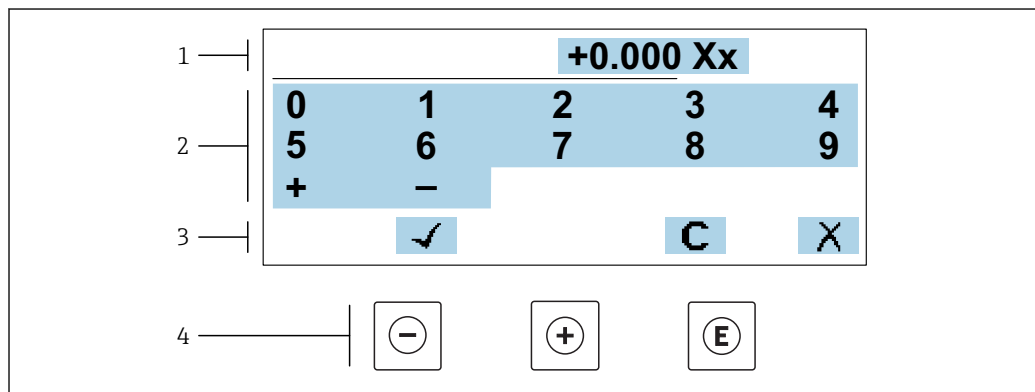 1 +0.000 Xx
0 1 2 3 4
2 5 6 7 8 9
+ −
3 ✓ C X
4 − + E